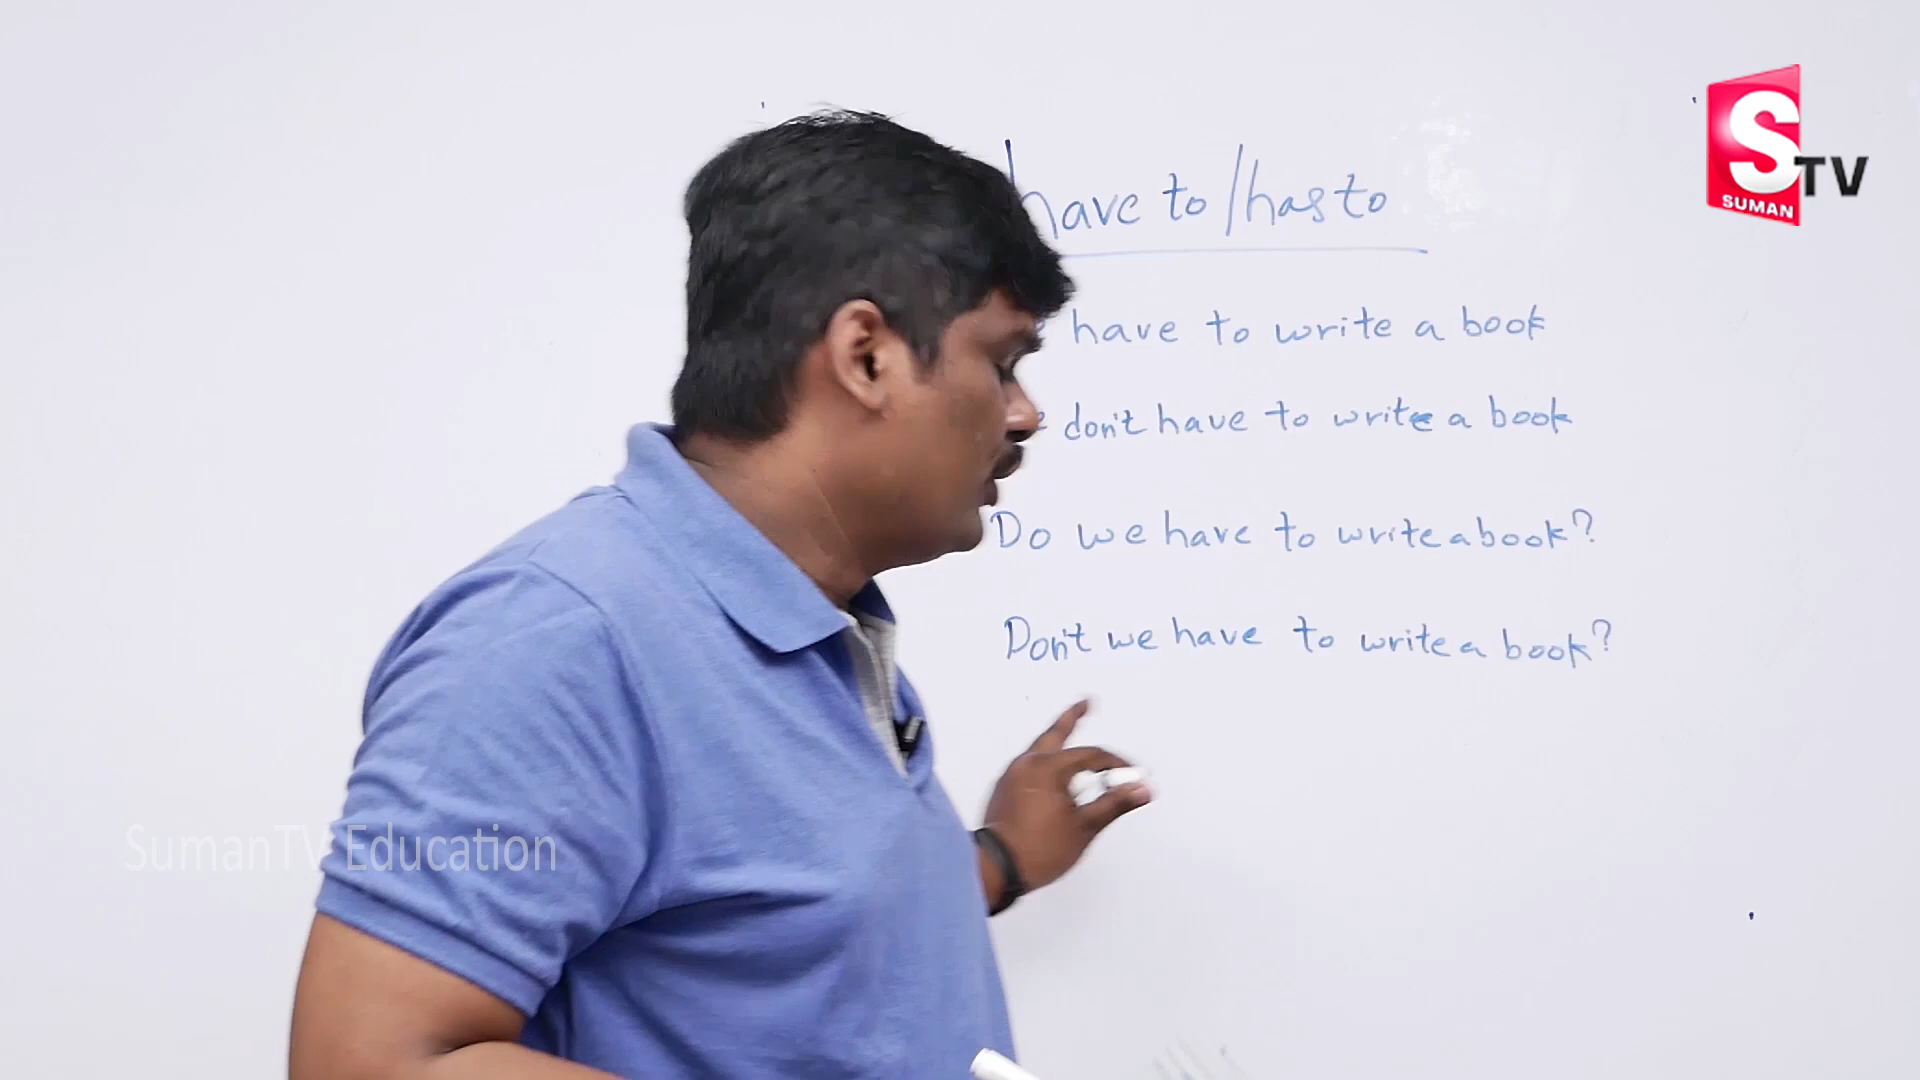 S TV
SUMAN
have to / has to
have to write a book
don't have to write a book
Do we have to write a book?
Don't we have to write a book?
SumanTV Education